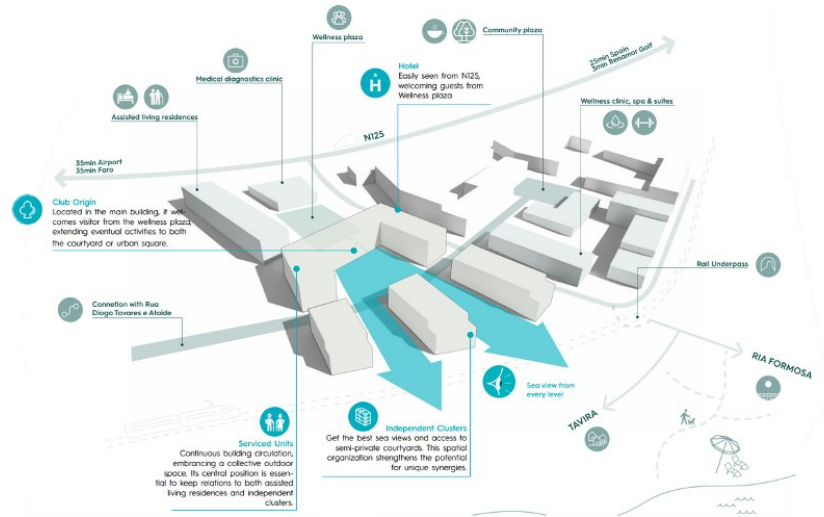 Wellness plaza
Community plaza
25min Spain
3min Benamor Golf
Medical diagnostics clinic
Hotel
Easily seen from N125,
welcoming guests from
Wellness plaza
H
Wellness clinic, spa & suites
Assisted living residences
N125
35min Airport
35min Faro
Club Origin
Located in the main building, it wel-
comes visitor from the wellness plaza,
extending eventual activities to both
the courtyard or urban square.
Rail Underpass
Connetion with Rua
Diogo Tavares e Ataide
RIA FORMOSA
Sea view from
every level
TAVIRA
Serviced Units
Continuous building circulation,
embrancing a collective outdoor
space. Its central position is essen-
tial to keep relations to both assisted
living residences and independent
clusters.
Independent Clusters
Get the best sea views and access to
semi-private courtyards. This spatial
organization strengthens the potential
for unique synergies.